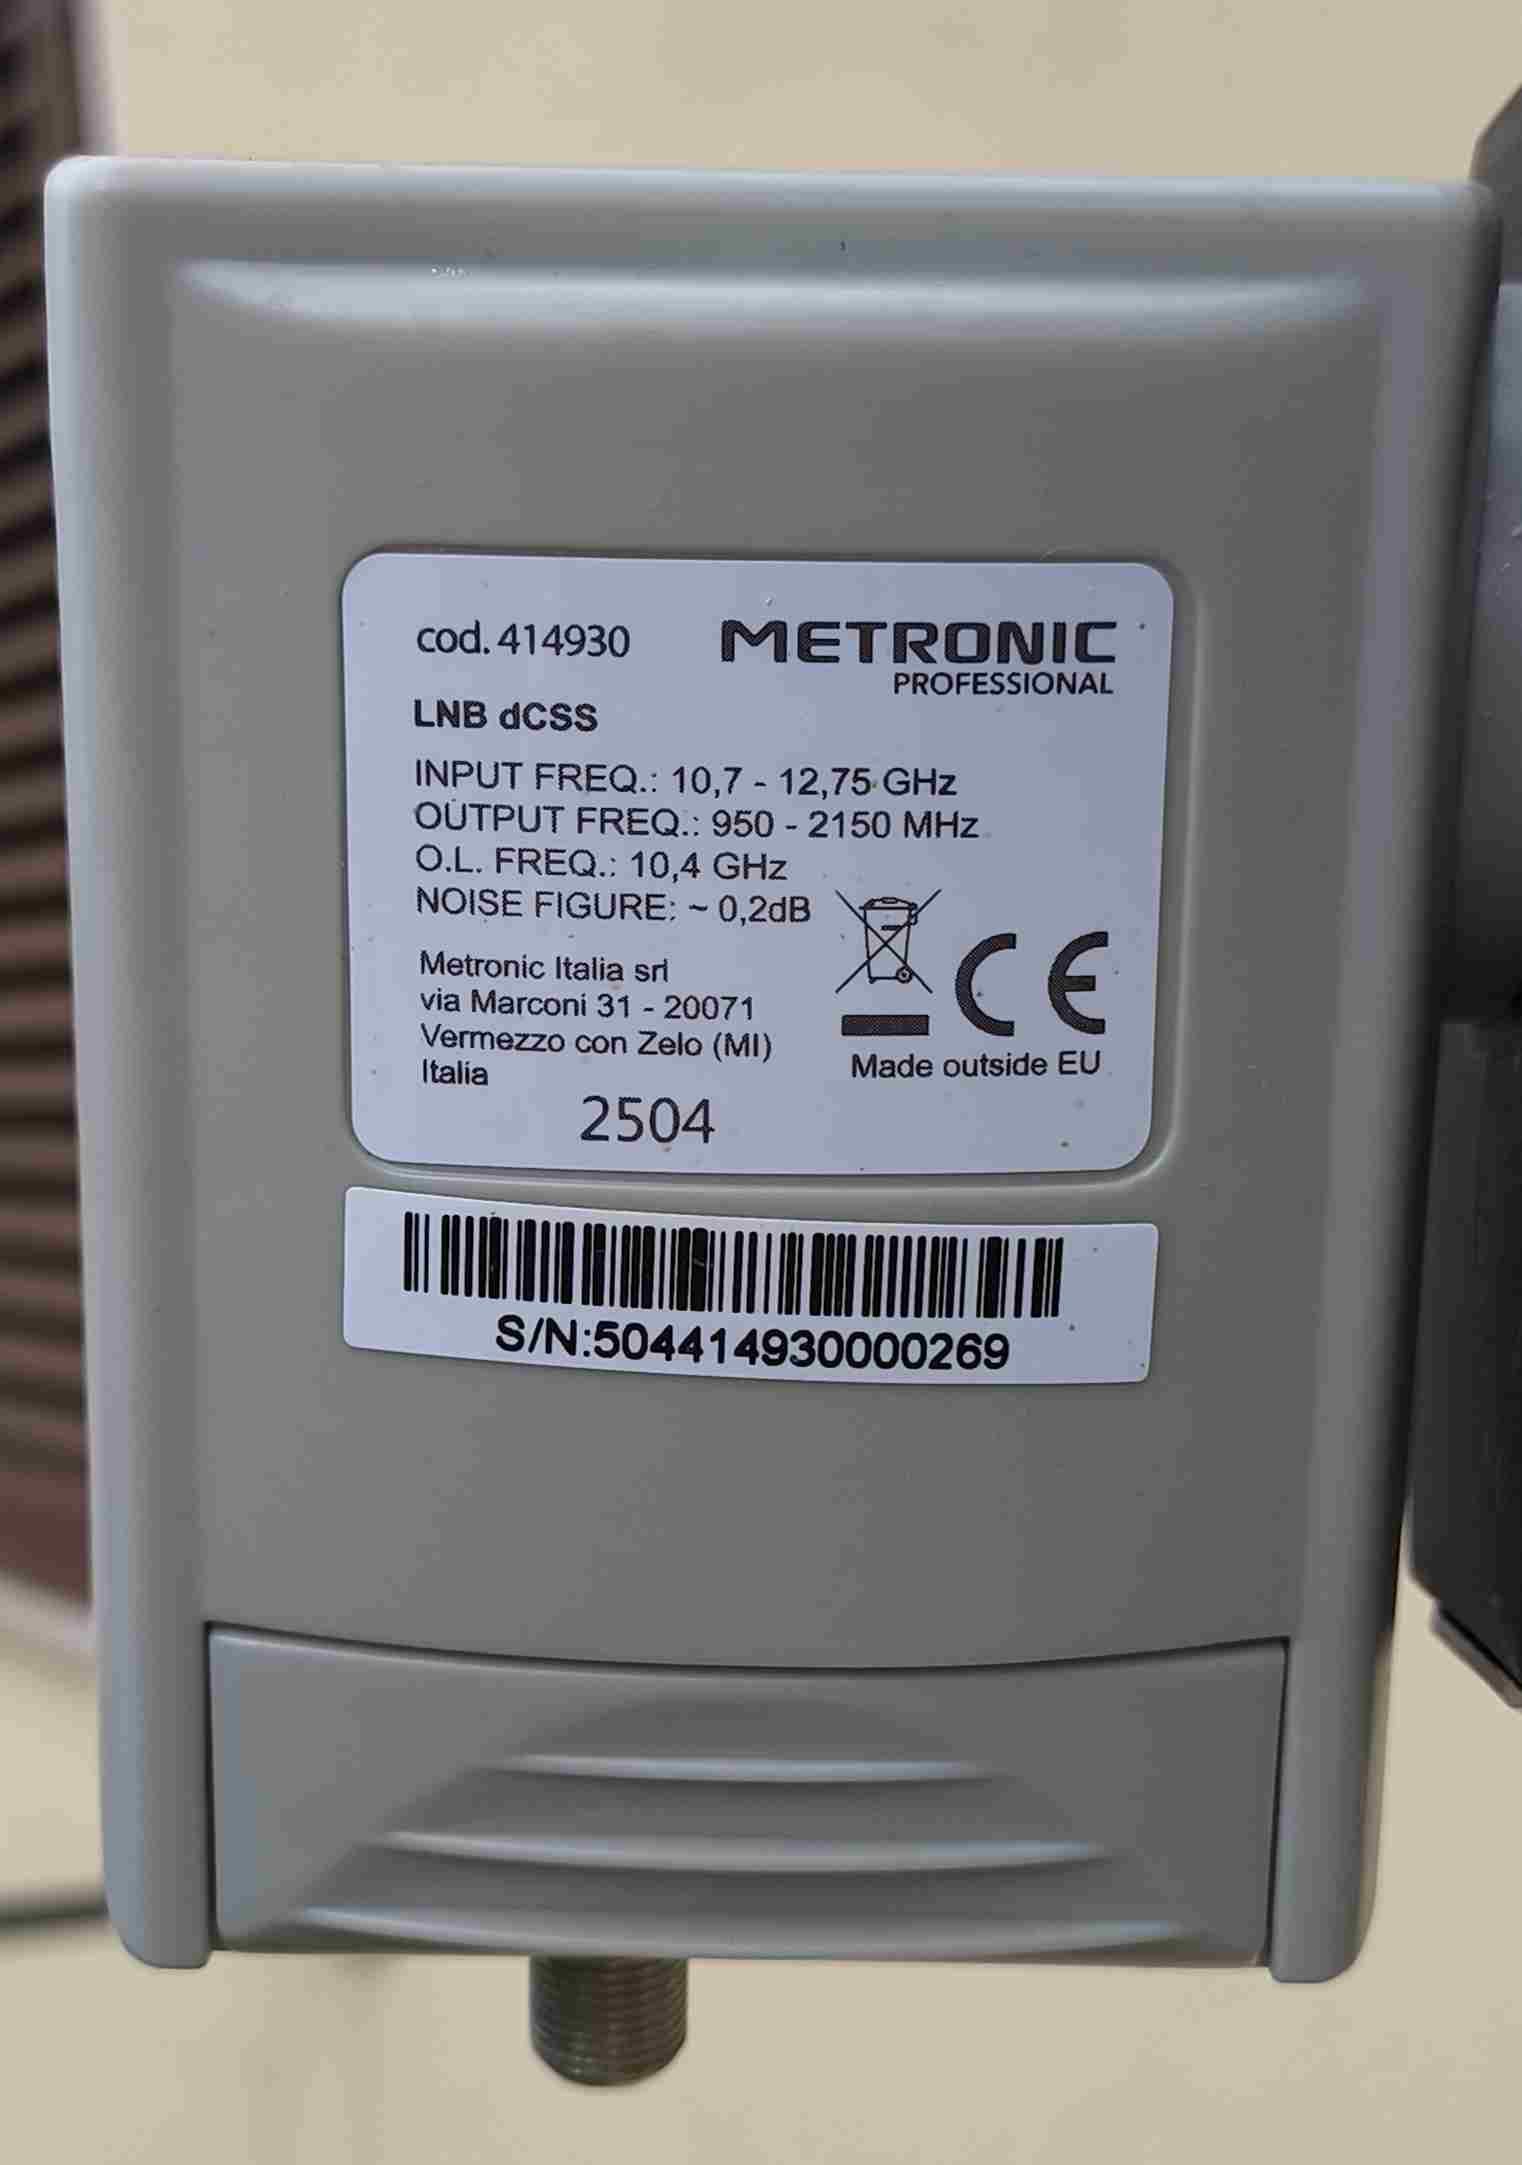 cod. 414930
METRONIC
PROFESSIONAL
LNB dCSS
INPUT FREQ.: 10,7 - 12,75 GHz
OUTPUT FREQ.: 950 - 2150 MHz
O.L. FREQ.: 10,4 GHz
NOISE FIGURE: ~ 0,2dB
Metronic Italia srl
via Marconi 31 - 20071
Vermezzo con Zelo (MI)
Italia
CE
Made outside EU
2504
S/N:504414930000269